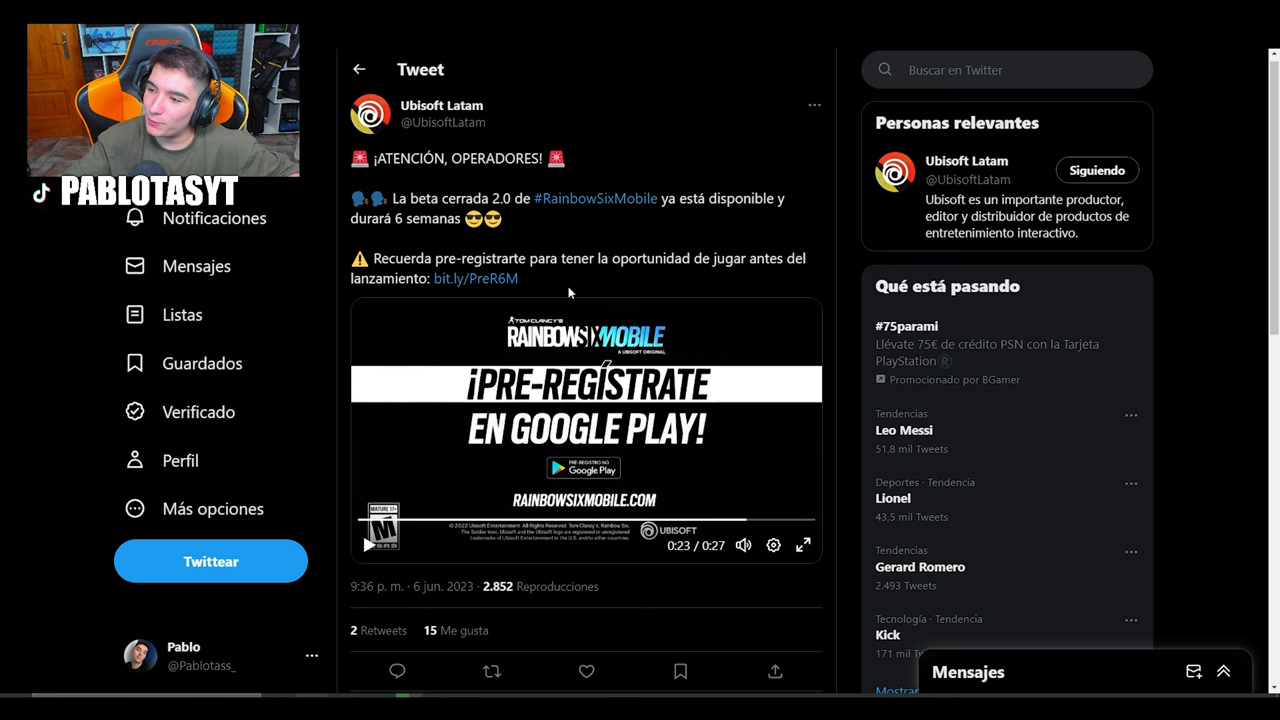 PABLOTASYT
Notificaciones
Mensajes
Listas
Guardados
Verificado
Perfil
Más opciones
Twittear
Pablo
@Pablotass_
Tweet
Ubisoft Latam
@UbisoftLatam
🚨 ¡ATENCIÓN, OPERADORES! 🚨
🗣️🗣️ La beta cerrada 2.0 de #RainbowSixMobile ya está disponible y
durará 6 semanas 😎😎
⚠️ Recuerda pre-registrarte para tener la oportunidad de jugar antes del
lanzamiento: bit.ly/PreR6M
TOM CLANCY'S
RAINBOWSIXMOBILE
A UBISOFT ORIGINAL
¡PRE-REGÍSTRATE
EN GOOGLE PLAY!
PRE-REGISTRO NO
Google Play
RAINBOWSIXMOBILE.COM
MATURE 17+
M
ESRB
© 2022 Ubisoft Entertainment. All Rights Reserved. Tom Clancy's, Rainbow Six,
The Soldier Icon, Ubisoft and the Ubisoft logo are registered or unregistered
trademarks of Ubisoft Entertainment in the U.S. and/or other countries.
UBISOFT
0:23 / 0:27
9:36 p. m. · 6 jun. 2023 · 2.852 Reproducciones
2 Retweets 15 Me gusta
Buscar en Twitter
Personas relevantes
Ubisoft Latam
@UbisoftLatam
Siguiendo
Ubisoft es un importante productor,
editor y distribuidor de productos de
entretenimiento interactivo.
Qué está pasando
#75parami
Llévate 75€ de crédito PSN con la Tarjeta
PlayStation®
Promocionado por BGamer
Tendencias
Leo Messi
51,8 mil Tweets
Deportes · Tendencia
Lionel
43,5 mil Tweets
Tendencias
Gerard Romero
2.493 Tweets
Tecnología · Tendencia
Kick
171 mil
Mostrar
Mensajes